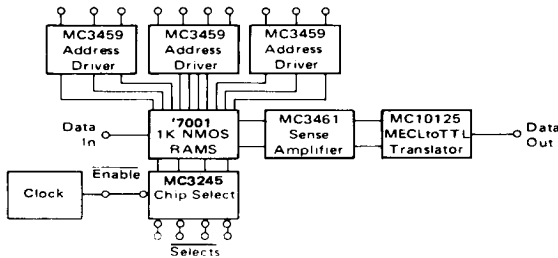 MC3459
Address
Driver
MC3459
Address
Driver
MC3459
Address
Driver
Data
In
'7001
1K NMOS
RAMS
MC3461
Sense
Amplifier
MC10125
MECLtoTTL
Translator
Data
Out
Clock
Enable
MC3245
Chip Select
Selects